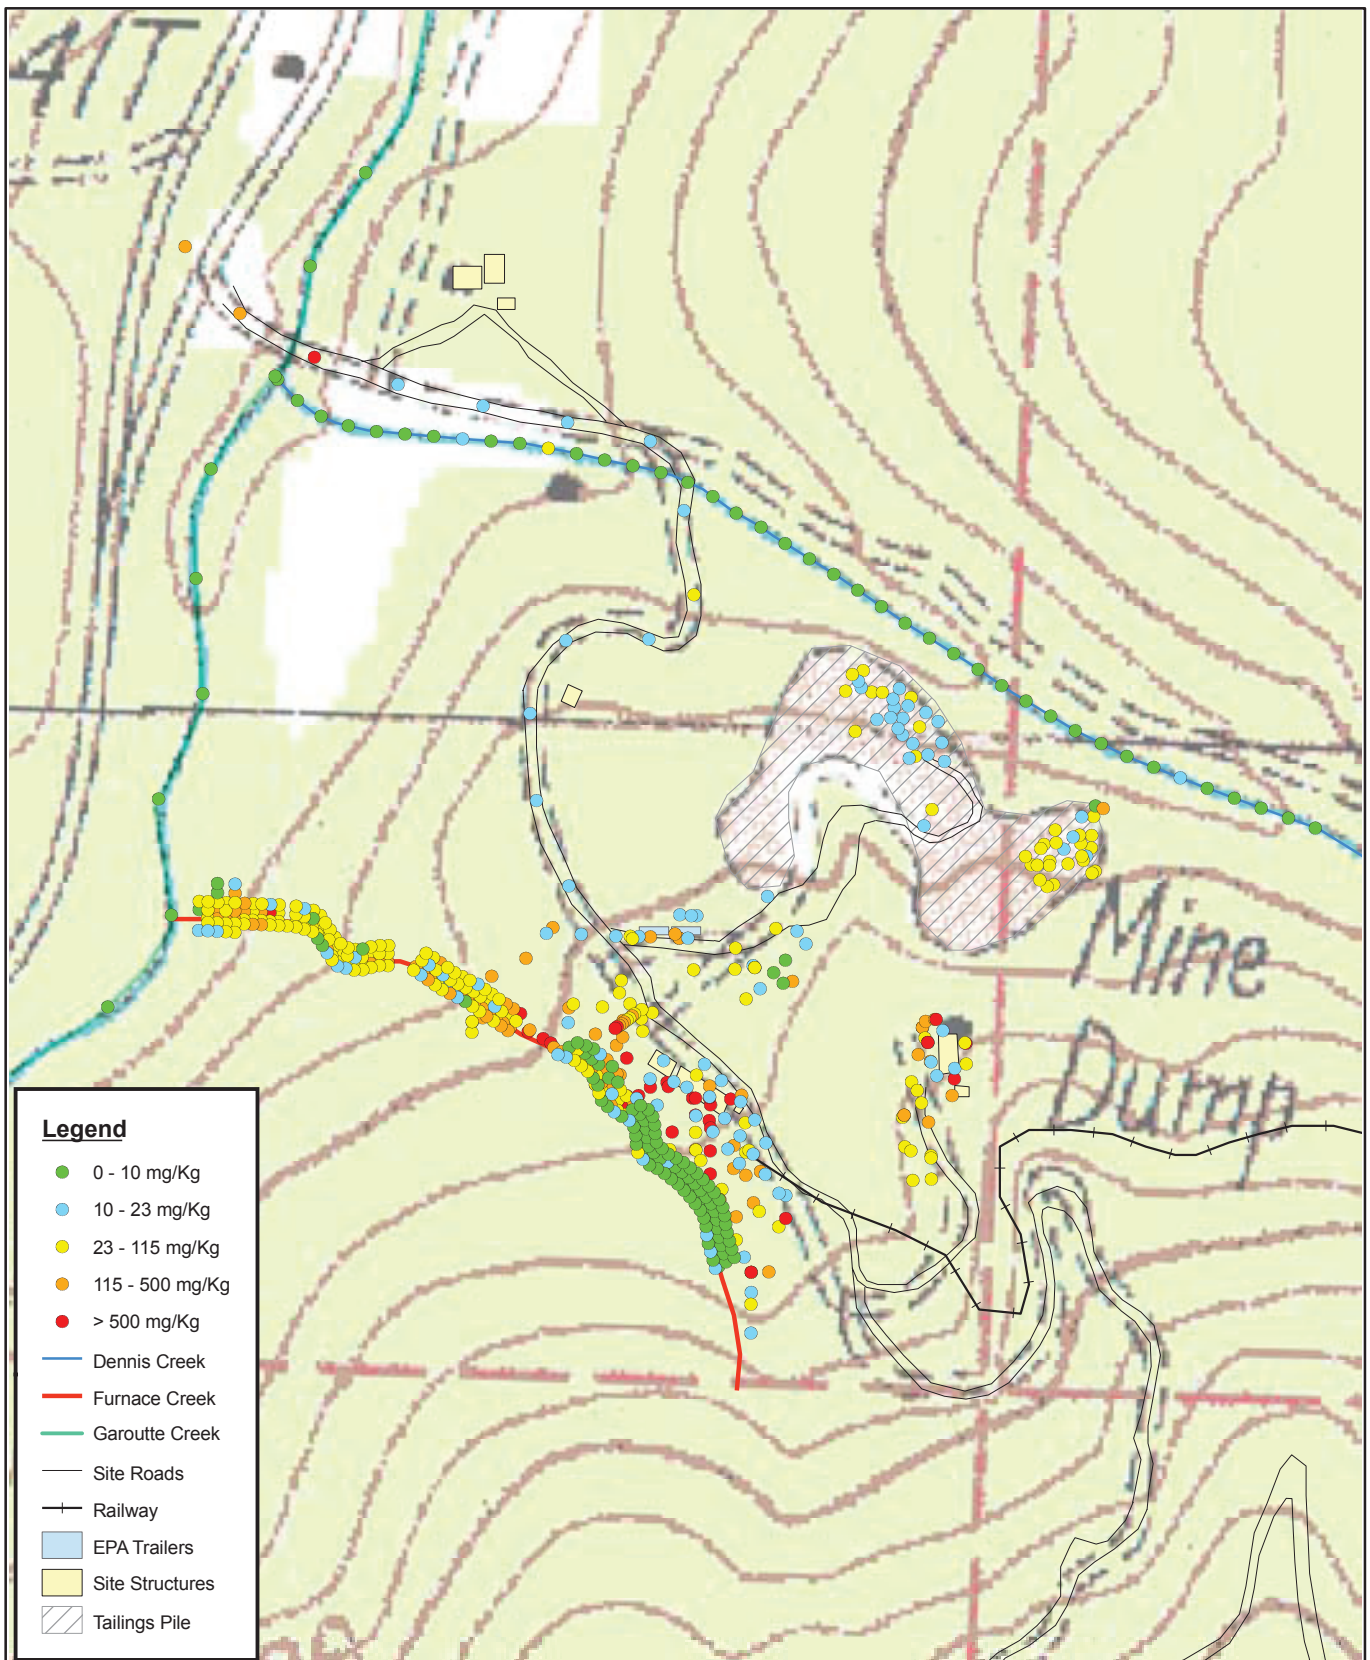 Mine
Dump
Legend
0 - 10 mg/Kg
10 - 23 mg/Kg
23 - 115 mg/Kg
115 - 500 mg/Kg
> 500 mg/Kg
Dennis Creek
Furnace Creek
Garoutte Creek
Site Roads
Railway
EPA Trailers
Site Structures
Tailings Pile